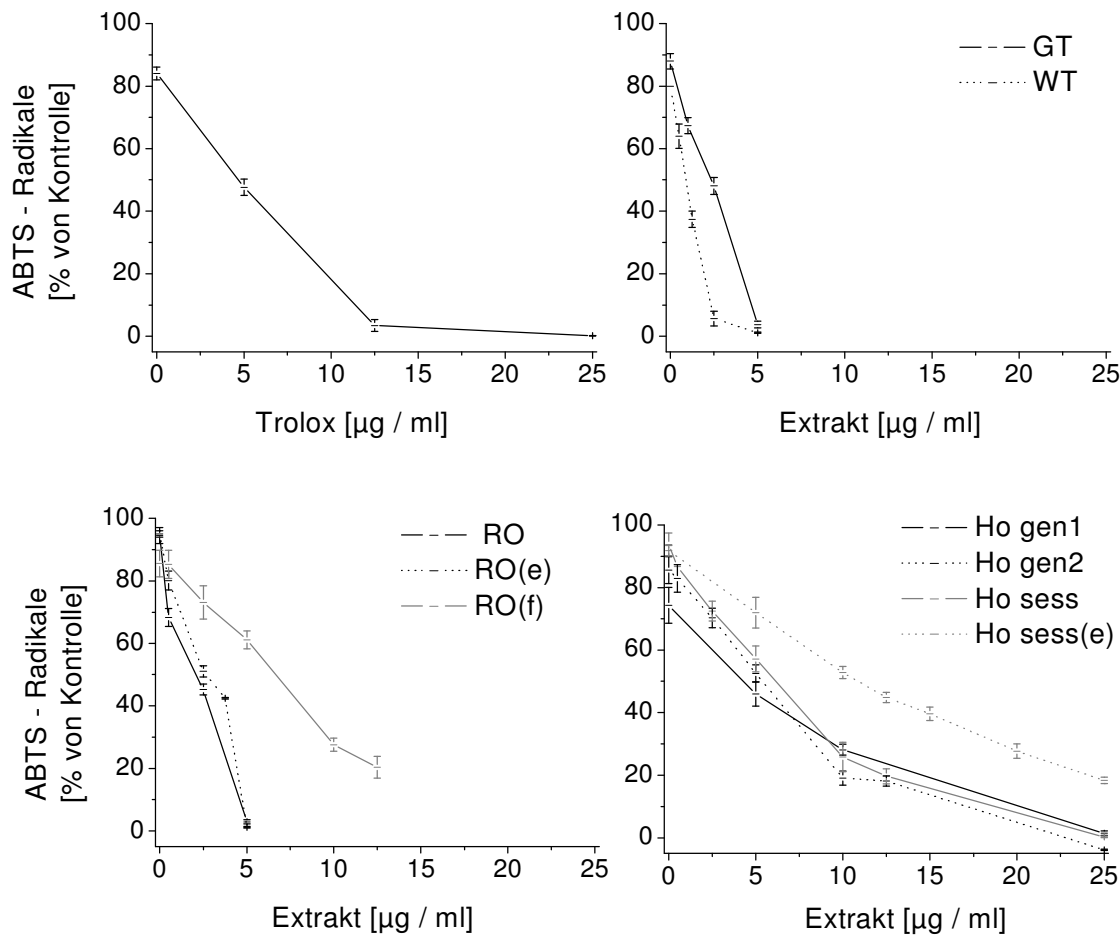 100
80
60
40
20
0
0 5 10 15 20 25
ABTS - Radikale
[% von Kontrolle]
Trolox [µg / ml]
100
80
60
40
20
0
0 5 10 15 20 25
Extrakt [µg / ml]
GT
WT
100
80
60
40
20
0
0 5 10 15 20 25
ABTS - Radikale
[% von Kontrolle]
Extrakt [µg / ml]
RO
RO(e)
RO(f)
100
80
60
40
20
0
0 5 10 15 20 25
Extrakt [µg / ml]
Ho gen1
Ho gen2
Ho sess
Ho sess(e)